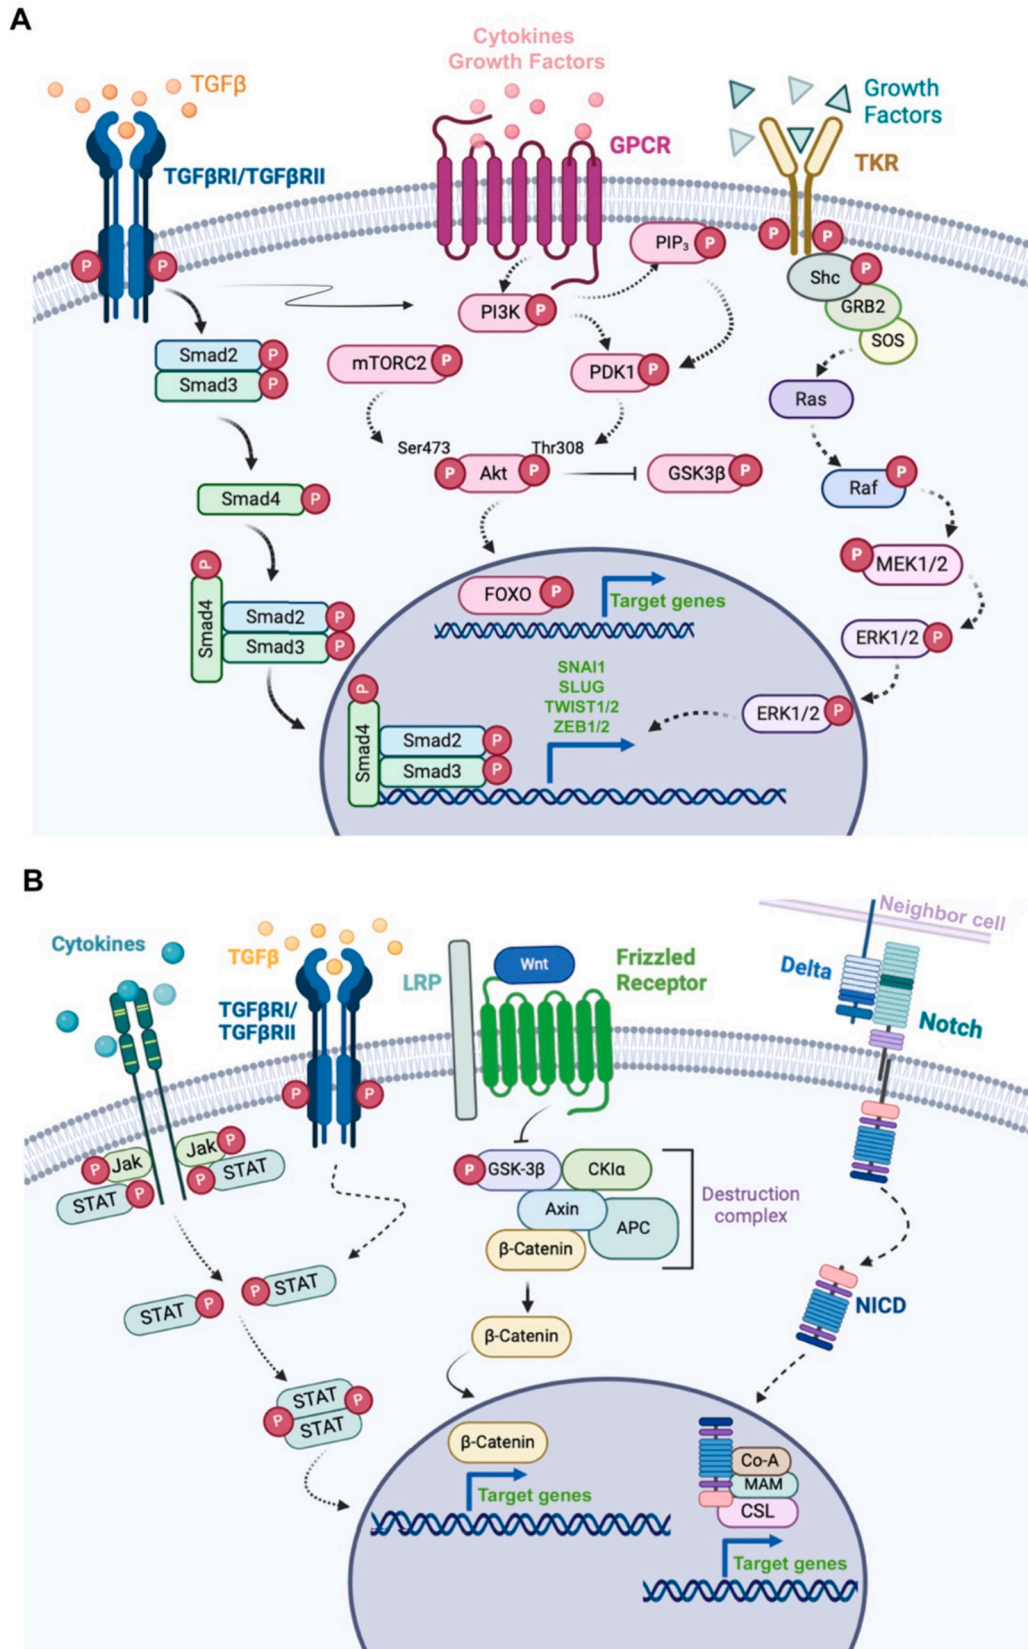 A
Cytokines
Growth Factors
TGFβ
Growth
Factors
GPCR
TKR
TGFβRI/TGFβRII
P
P
PIP₃
P
P
P
Shc
P
GRB2
SOS
PI3K
P
Smad2
P
Smad3
P
mTORC2
P
PDK1
P
Ras
Ser473
Thr308
P
Akt
P
GSK3β
P
Raf
P
Smad4
P
P
MEK1/2
P
Smad4
Smad2
P
Smad3
P
FOXO
P
Target genes
ERK1/2
P
SNAI1
SLUG
TWIST1/2
ZEB1/2
P
Smad4
Smad2
P
Smad3
P
ERK1/2
P
B
Neighbor cell
Cytokines
TGFβ
LRP
Wnt
Frizzled
Receptor
Delta
Notch
TGFβRI/
TGFβRII
P
P
P
Jak
Jak
P
STAT
P
P
STAT
P
GSK-3β
CKIα
Axin
APC
β-Catenin
Destruction
complex
STAT
P
P
STAT
β-Catenin
NICD
STAT
P
P
STAT
β-Catenin
Target genes
Co-A
MAM
CSL
Target genes